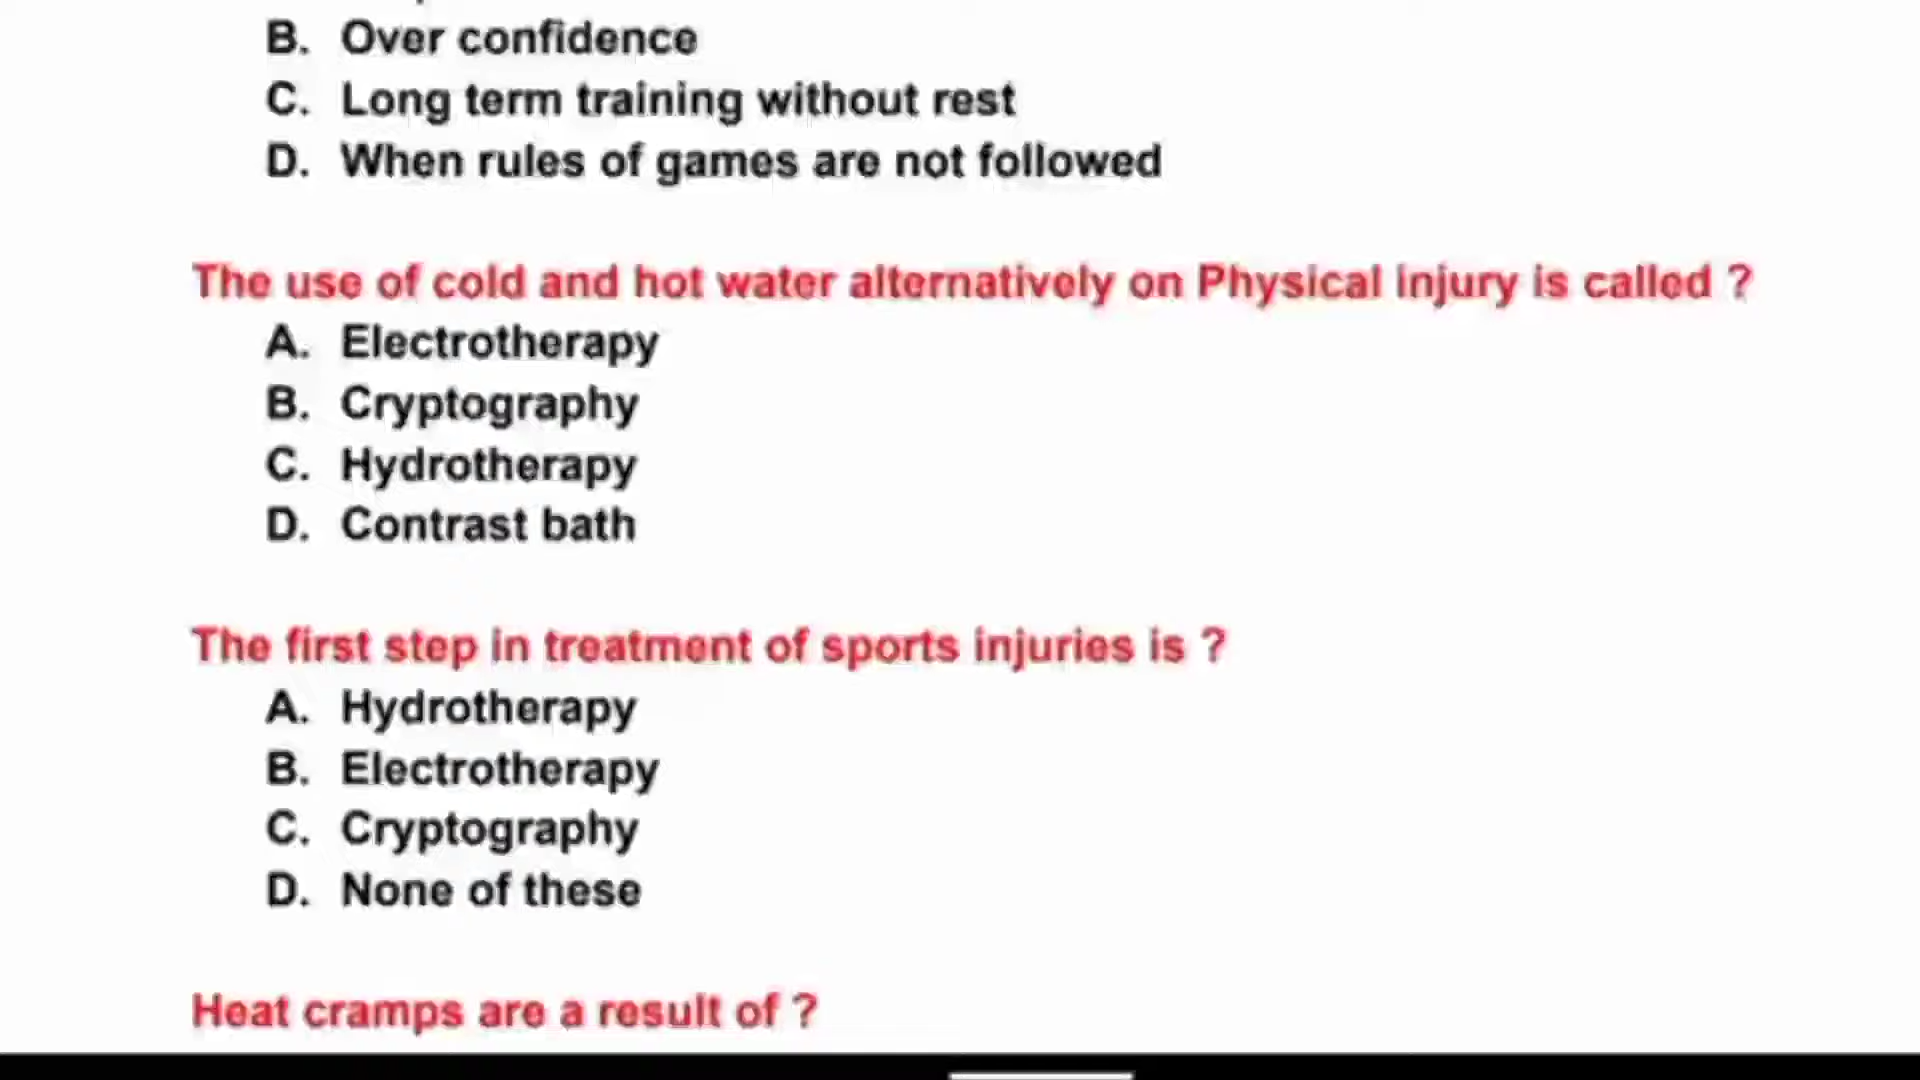 B. Over confidence
C. Long term training without rest
D. When rules of games are not followed
The use of cold and hot water alternatively on Physical injury is called ?
A. Electrotherapy
B. Cryptography
C. Hydrotherapy
D. Contrast bath
The first step in treatment of sports injuries is ?
A. Hydrotherapy
B. Electrotherapy
C. Cryptography
D. None of these
Heat cramps are a result of ?